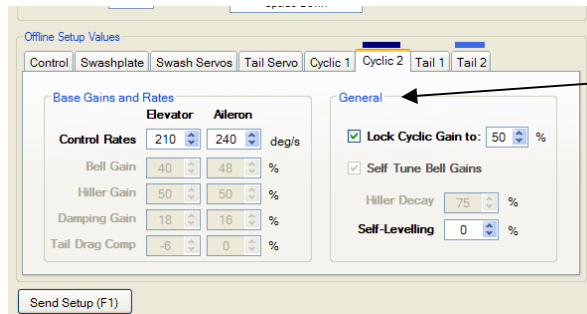 Offline Setup Values
Control Swashplate Swash Servos Tail Servo Cyclic 1 Cyclic 2 Tail 1 Tail 2
Base Gains and Rates
Elevator Aileron
Control Rates 210 240 deg/s
Bell Gain 40 48 %
Hiller Gain 50 50 %
Damping Gain 18 16 %
Tail Drag Comp -6 0 %
General
Lock Cyclic Gain to: 50 %
Self Tune Bell Gains
Hiller Decay 75 %
Self-Levelling 0 %
Send Setup (F1)